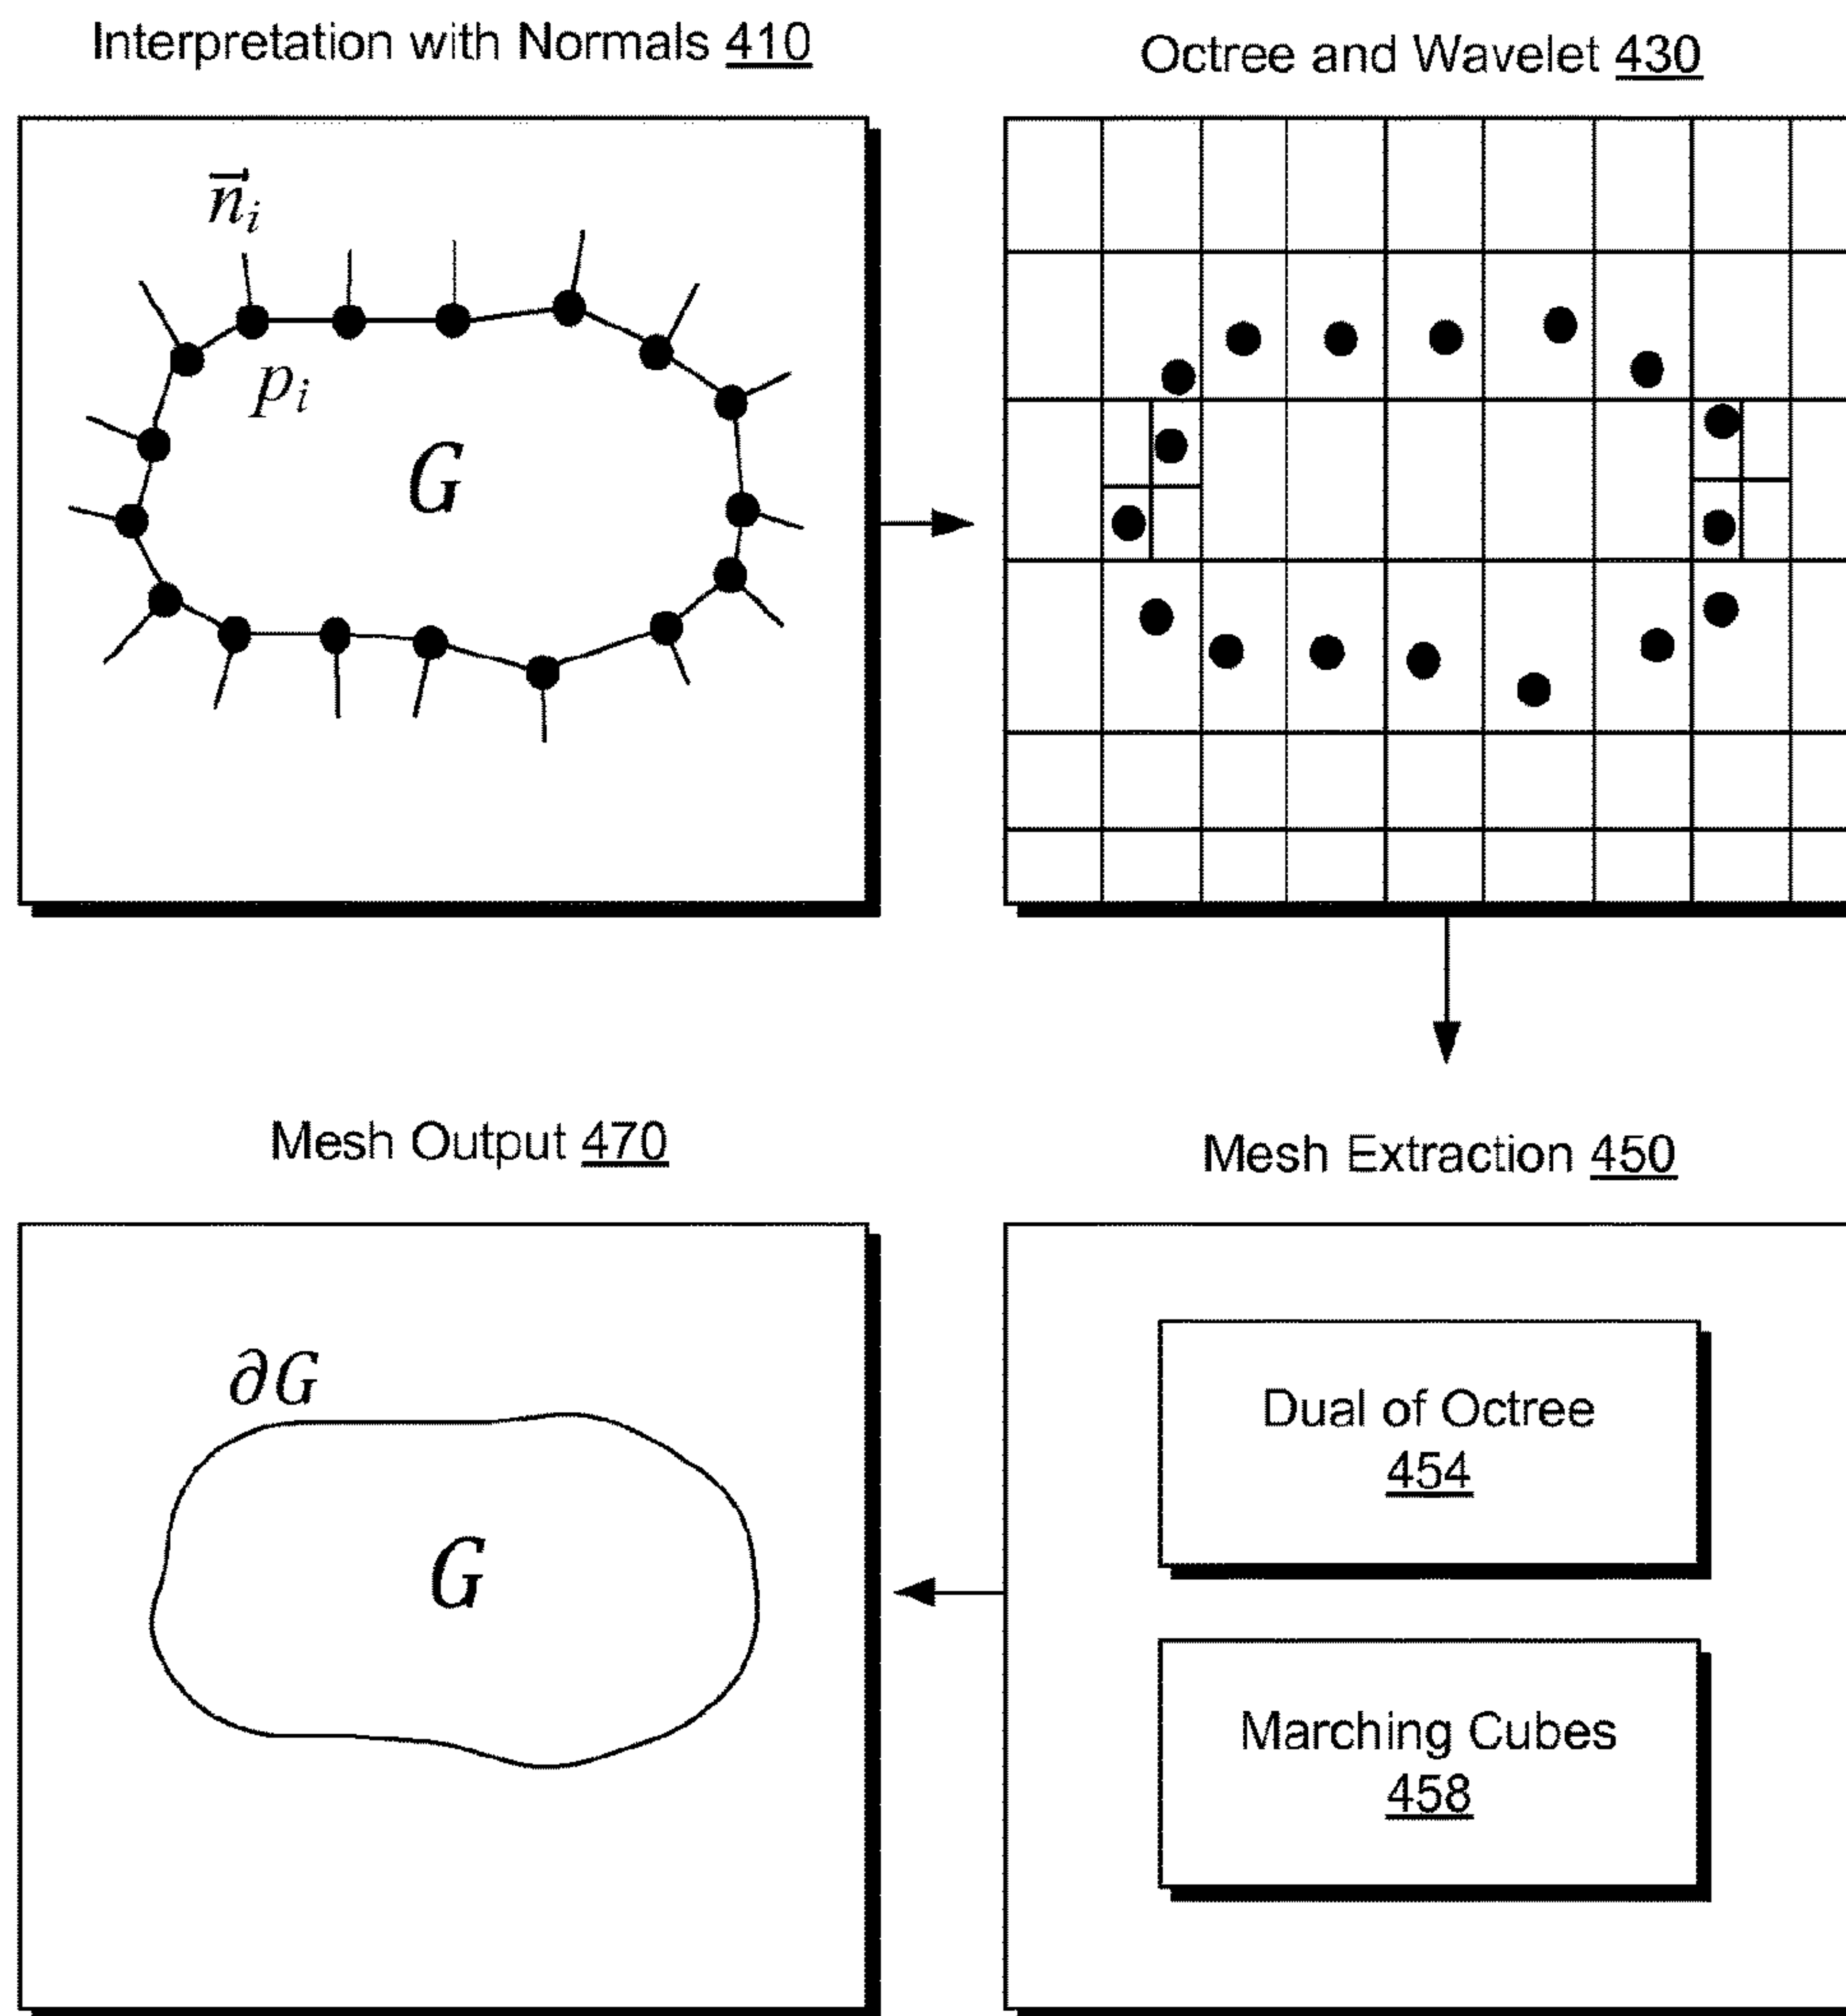 Interpretation with Normals 410
Octree and Wavelet 430
n⃗ᵢ
pᵢ
G
Mesh Output 470
Mesh Extraction 450
∂G
G
Dual of Octree
454
Marching Cubes
458